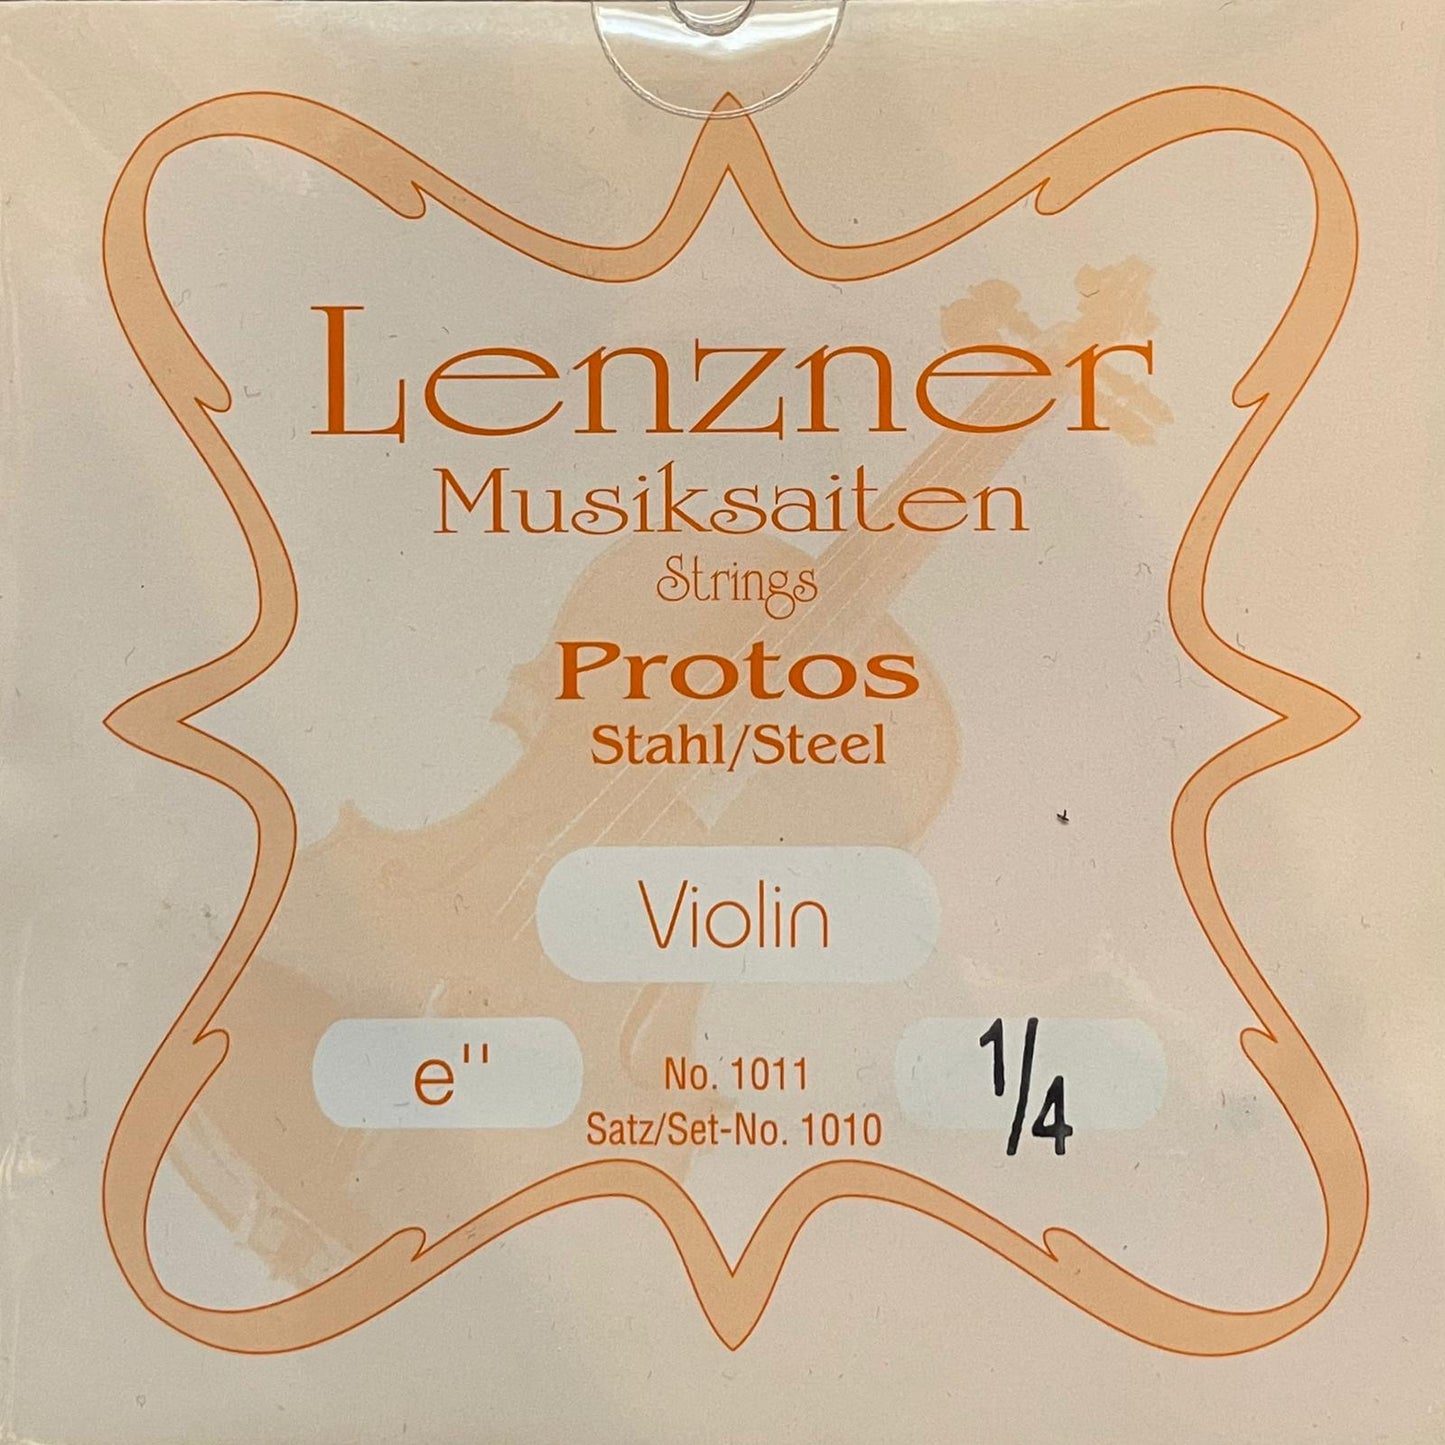 Lenzner
Musiksaiten
Strings
Protos
Stahl/Steel
Violin
e''
No. 1011
Satz/Set-No. 1010
1/4